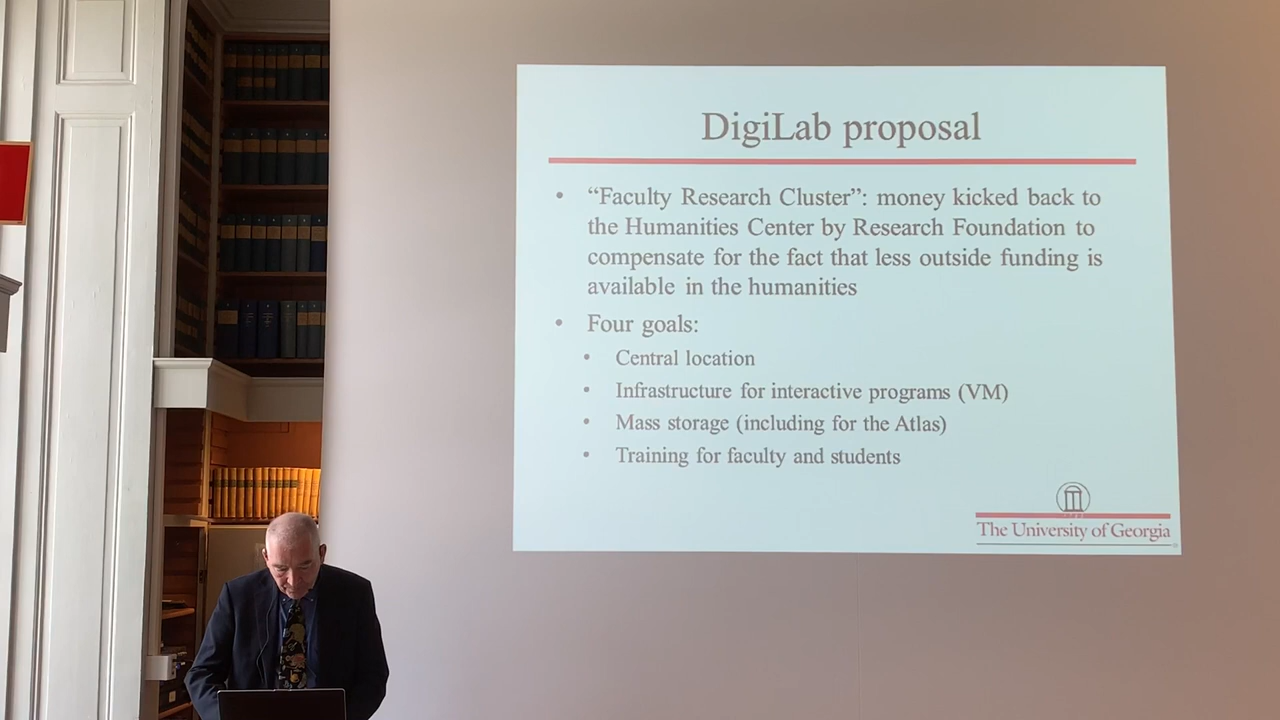 DigiLab proposal
• “Faculty Research Cluster”: money kicked back to
the Humanities Center by Research Foundation to
compensate for the fact that less outside funding is
available in the humanities
• Four goals:
• Central location
• Infrastructure for interactive programs (VM)
• Mass storage (including for the Atlas)
• Training for faculty and students
The University of Georgia